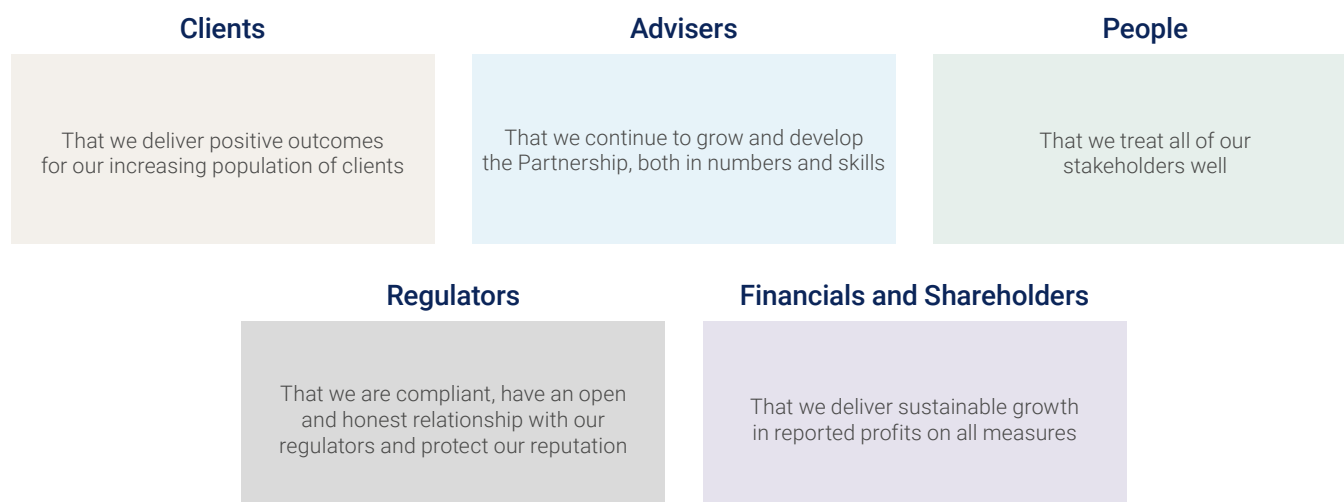 Clients
That we deliver positive outcomes
for our increasing population of clients
Advisers
That we continue to grow and develop
the Partnership, both in numbers and skills
People
That we treat all of our
stakeholders well
Regulators
That we are compliant, have an open
and honest relationship with our
regulators and protect our reputation
Financials and Shareholders
That we deliver sustainable growth
in reported profits on all measures